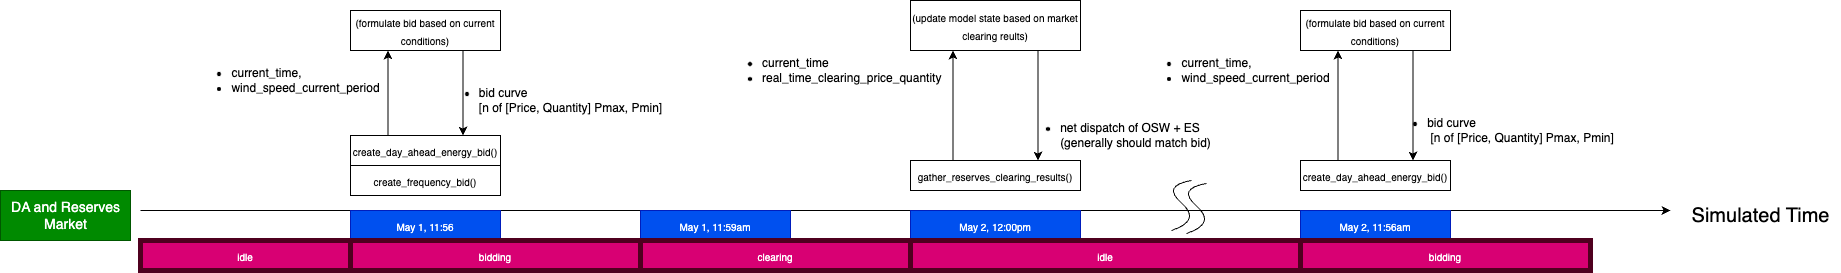 (formulate bid based on current
conditions)
(update model state based on market
clearing reults)
(formulate bid based on current
conditions)
• current_time,
• wind_speed_current_period
• bid curve
[n of [Price, Quantity] Pmax, Pmin]
• current_time
• real_time_clearing_price_quantity
• net dispatch of OSW + ES
(generally should match bid)
• current_time,
• wind_speed_current_period
• bid curve
[n of [Price, Quantity] Pmax, Pmin]
create_day_ahead_energy_bid()
create_frequency_bid()
gather_reserves_clearing_results()
create_day_ahead_energy_bid()
DA and Reserves
Market
Simulated Time
May 1, 11:56
May 1, 11:59am
May 2, 12:00pm
May 2, 11:56am
idle
bidding
clearing
idle
bidding